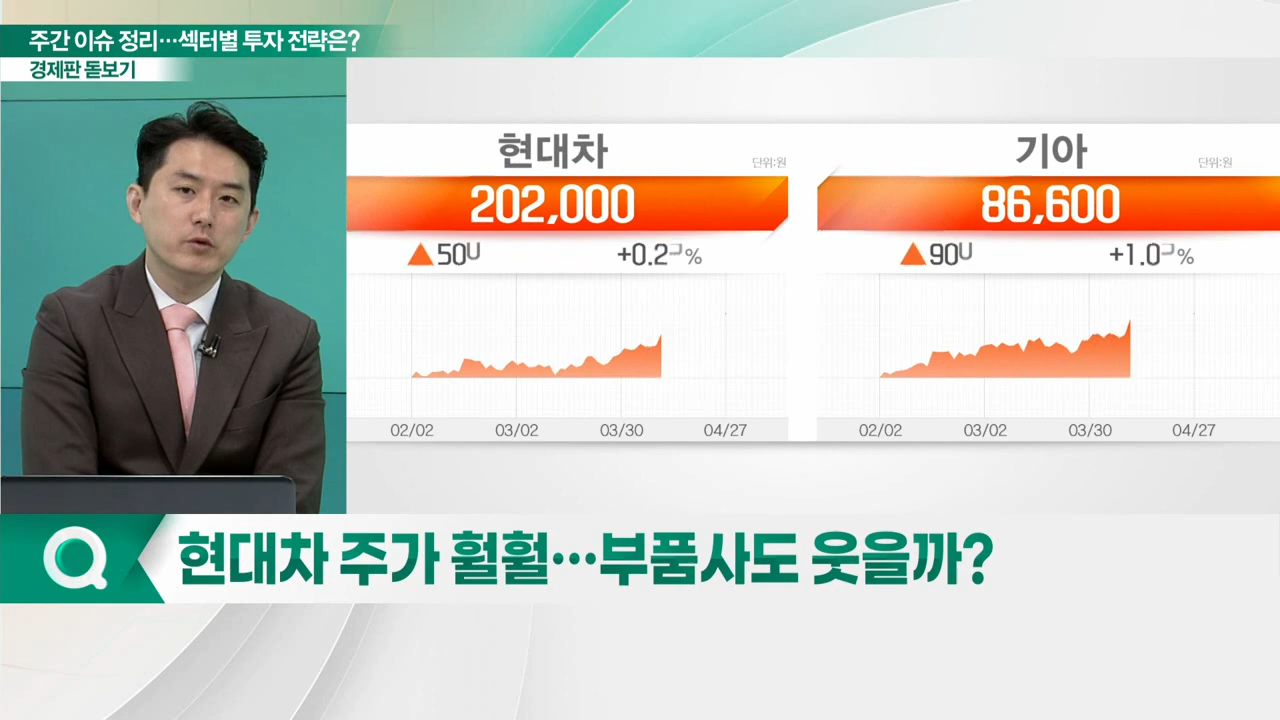 주간 이슈 정리…섹터별 투자 전략은?
경제판 돋보기
현대차
단위:원
202,000
▲50
+0.2 %
02/02 03/02 03/30 04/27
기아
단위:원
86,600
▲90
+1.0 %
02/02 03/02 03/30 04/27
현대차 주가 훨훨…부품사도 웃을까?